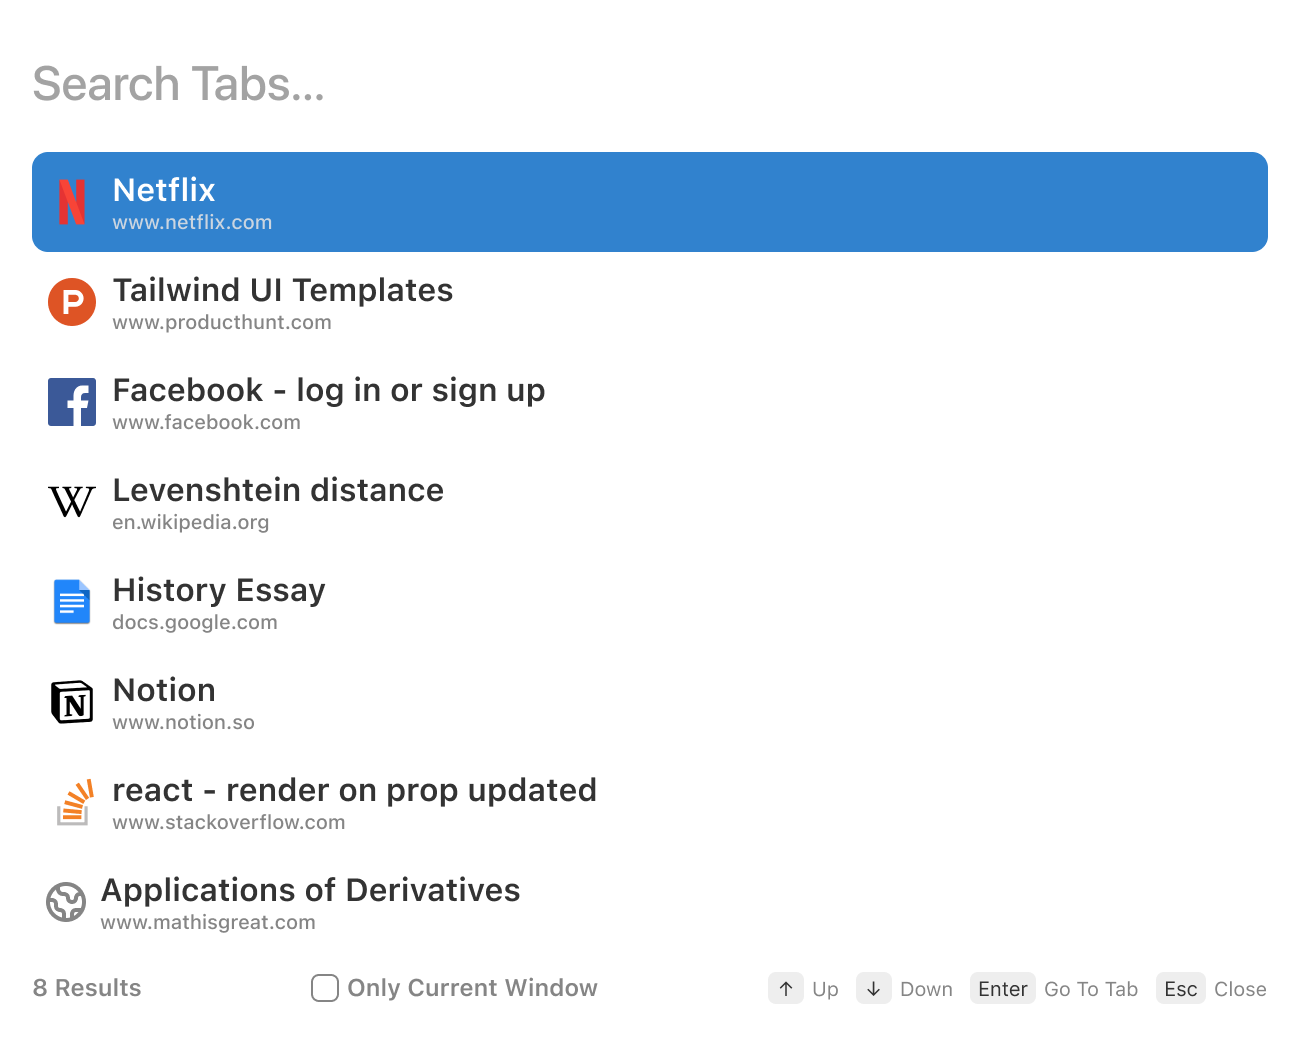 Search Tabs...
Netflix
www.netflix.com
Tailwind UI Templates
www.producthunt.com
Facebook - log in or sign up
www.facebook.com
Levenshtein distance
en.wikipedia.org
History Essay
docs.google.com
Notion
www.notion.so
react - render on prop updated
www.stackoverflow.com
Applications of Derivatives
www.mathisgreat.com
8 Results Only Current Window ↑ Up ↓ Down Enter Go To Tab Esc Close